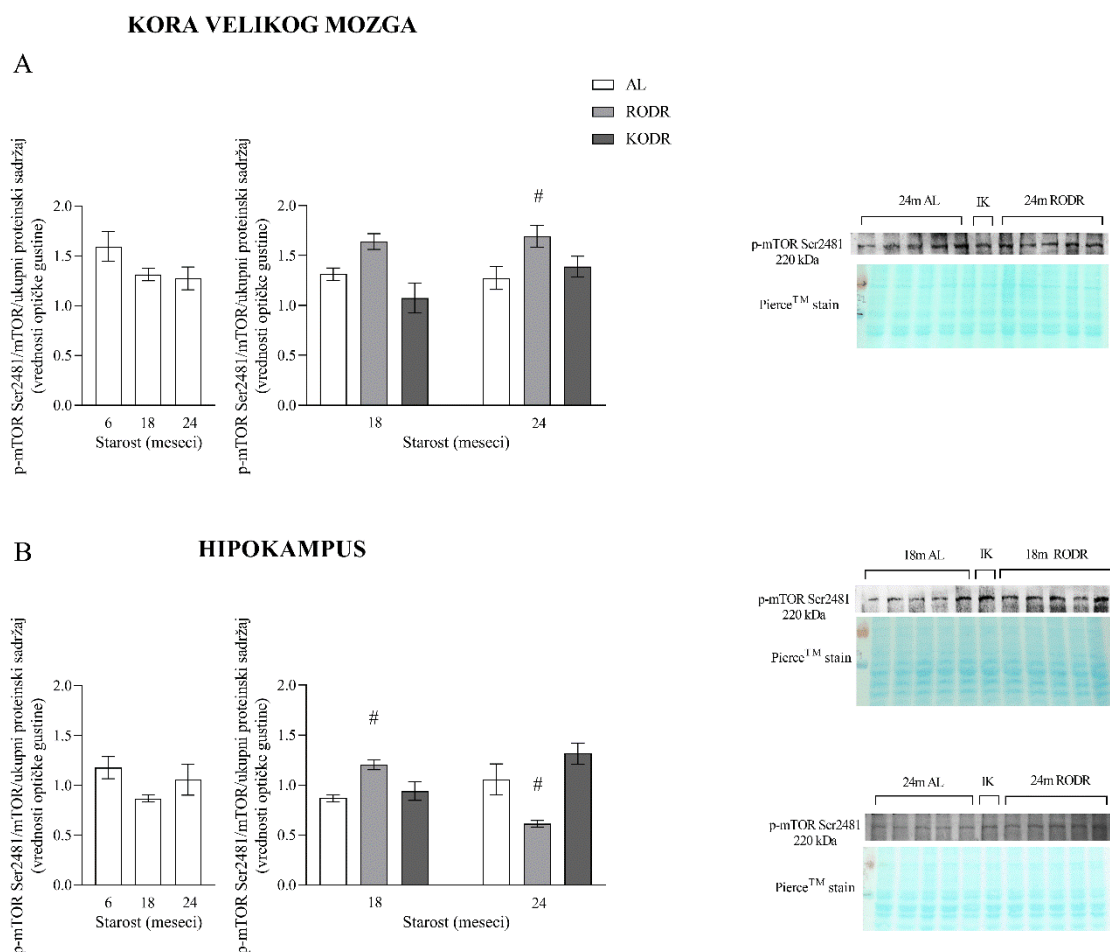 KORA VELIKOG MOZGA
A
AL
RODR
KODR
p-mTOR Ser2481/mTOR/ukupni proteinski sadržaj
(vrednosti optičke gustine)
2.0
1.5
1.0
0.5
0.0
6 18 24
Starost (meseci)
p-mTOR Ser2481/mTOR/ukupni proteinski sadržaj
(vrednosti optičke gustine)
2.0
1.5
1.0
0.5
0.0
#
18 24
Starost (meseci)
24m AL IK 24m RODR
p-mTOR Ser2481
220 kDa
Pierce™ stain
B
HIPOKAMPUS
p-mTOR Ser2481/mTOR/ukupni proteinski sadržaj
(vrednosti optičke gustine)
2.0
1.5
1.0
0.5
0.0
6 18 24
Starost (meseci)
p-mTOR Ser2481/mTOR/ukupni proteinski sadržaj
(vrednosti optičke gustine)
2.0
1.5
1.0
0.5
0.0
#
#
18 24
Starost (meseci)
18m AL IK 18m RODR
p-mTOR Ser2481
220 kDa
Pierce™ stain
24m AL IK 24m RODR
p-mTOR Ser2481
220 kDa
Pierce™ stain